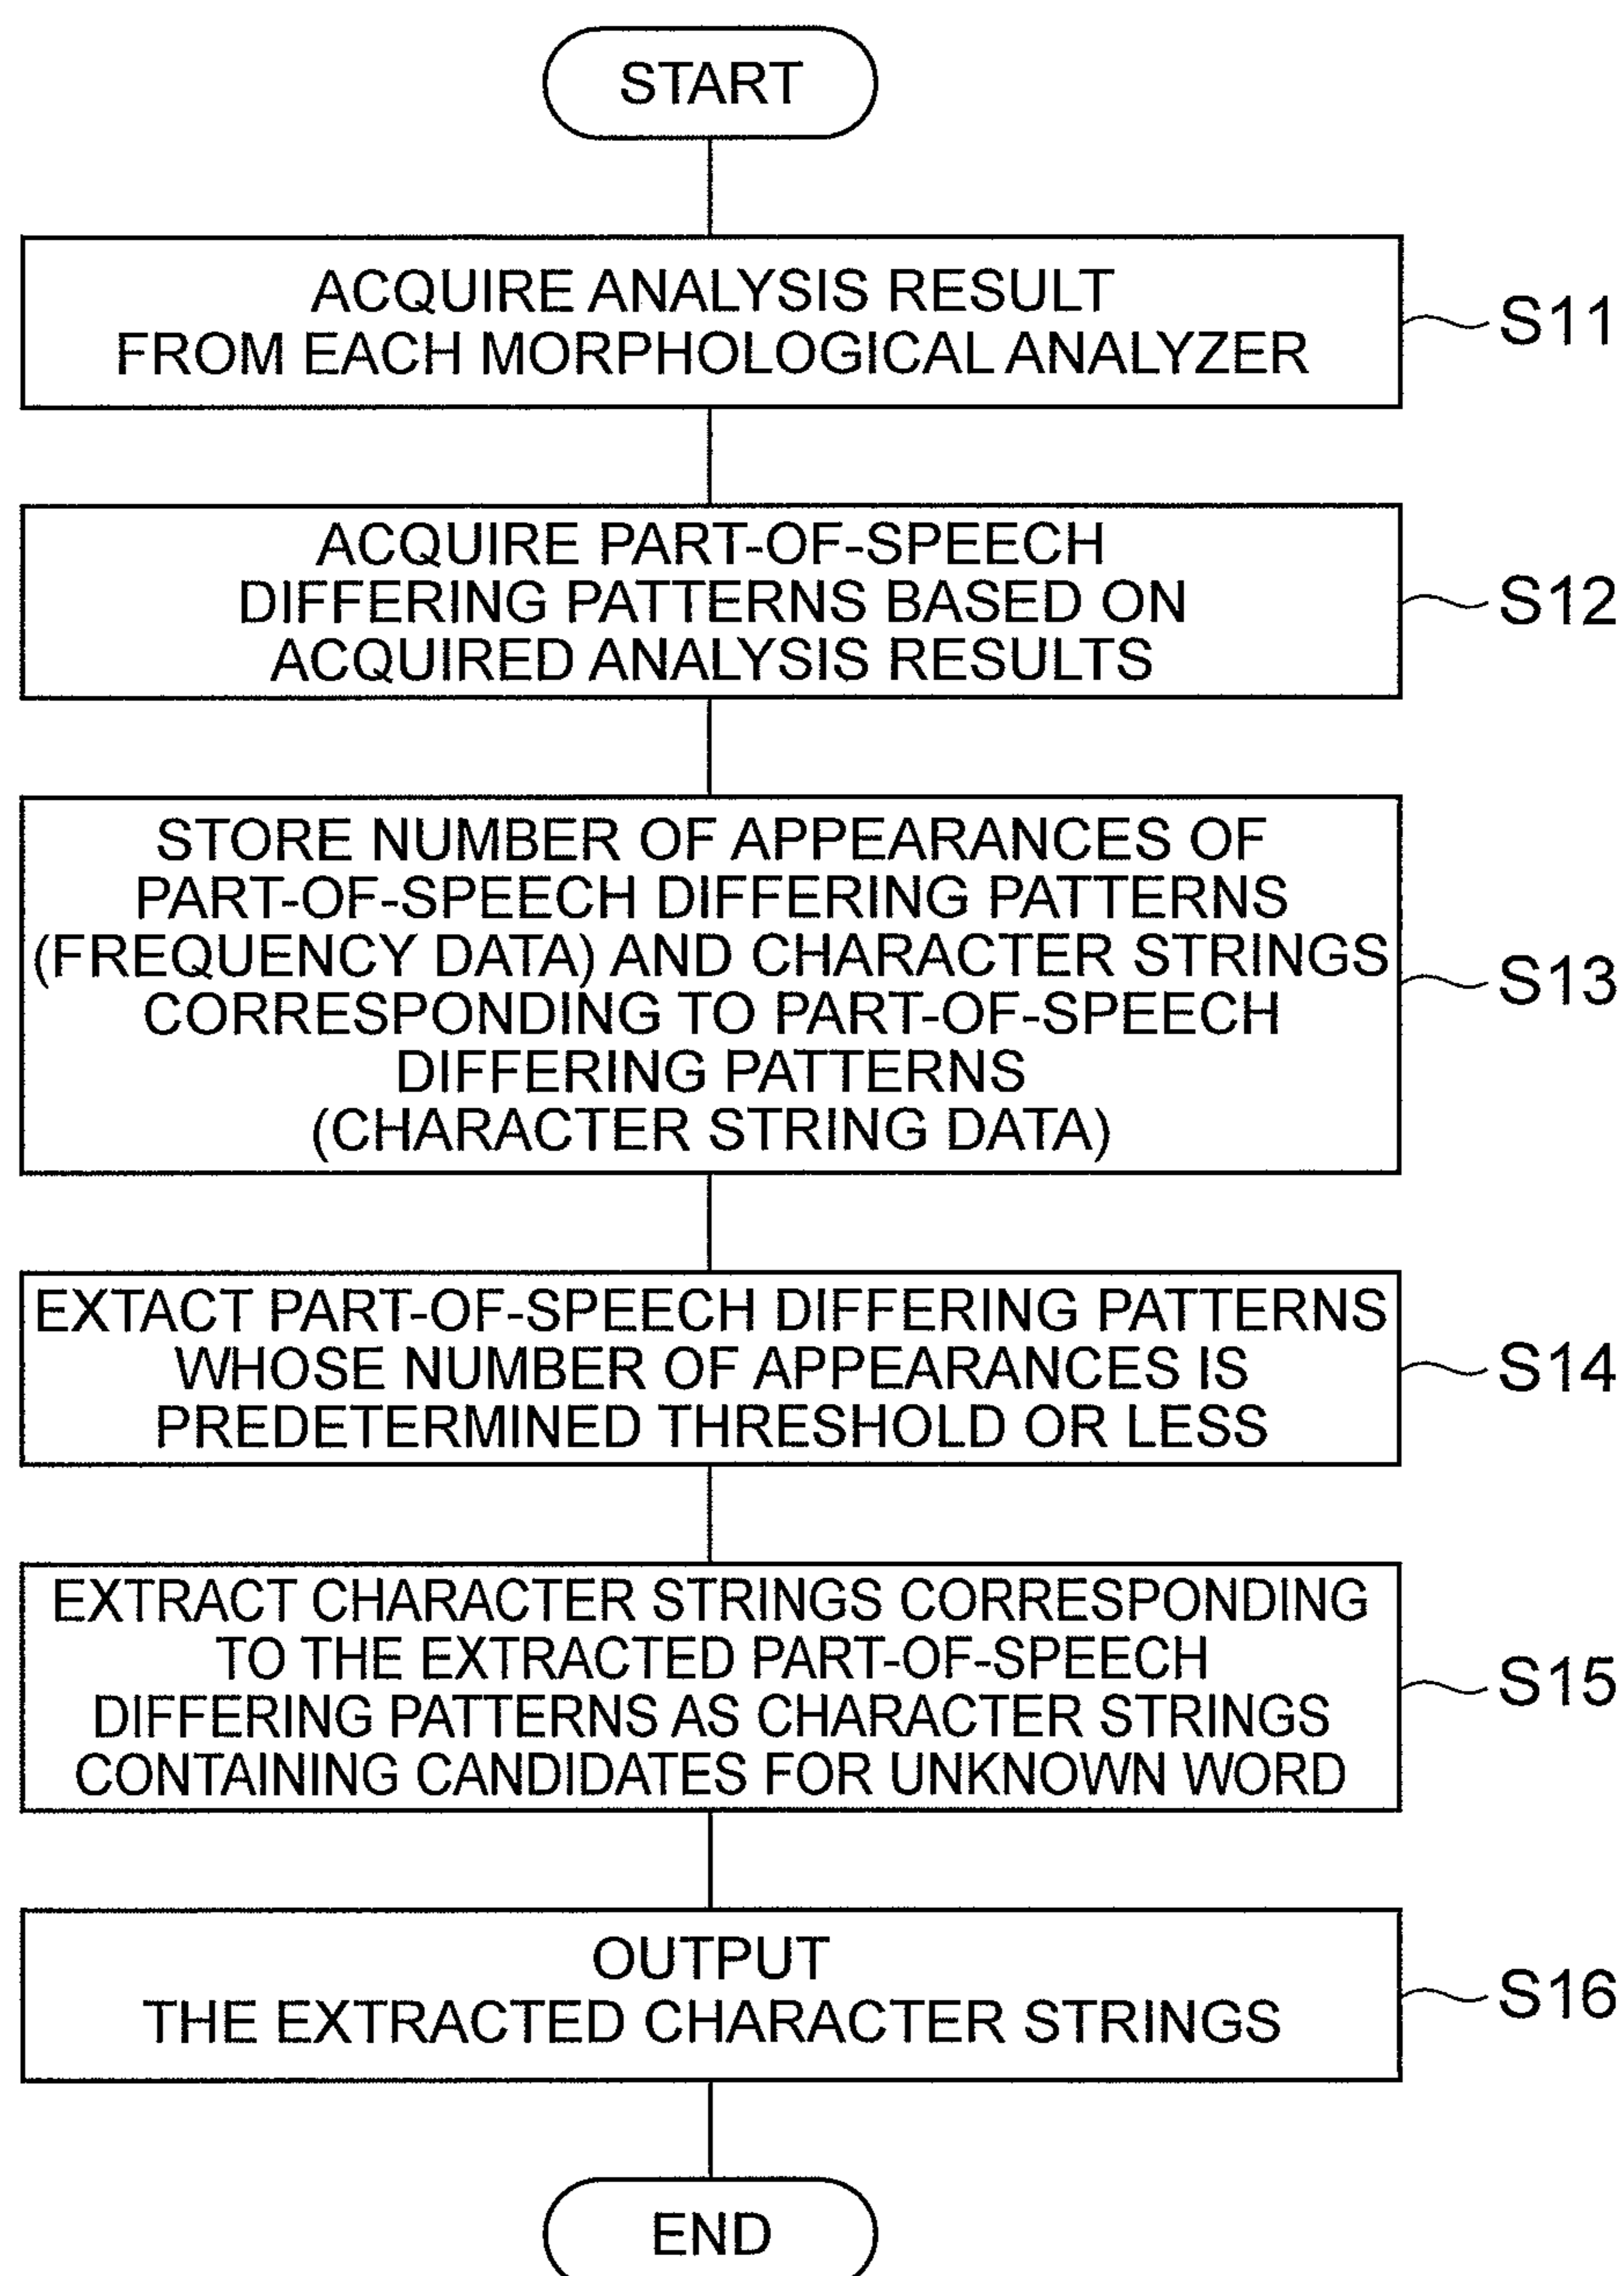 START
ACQUIRE ANALYSIS RESULT
FROM EACH MORPHOLOGICAL ANALYZER
S11
ACQUIRE PART-OF-SPEECH
DIFFERING PATTERNS BASED ON
ACQUIRED ANALYSIS RESULTS
S12
STORE NUMBER OF APPEARANCES OF
PART-OF-SPEECH DIFFERING PATTERNS
(FREQUENCY DATA) AND CHARACTER STRINGS
CORRESPONDING TO PART-OF-SPEECH
DIFFERING PATTERNS
(CHARACTER STRING DATA)
S13
EXTACT PART-OF-SPEECH DIFFERING PATTERNS
WHOSE NUMBER OF APPEARANCES IS
PREDETERMINED THRESHOLD OR LESS
S14
EXTRACT CHARACTER STRINGS CORRESPONDING
TO THE EXTRACTED PART-OF-SPEECH
DIFFERING PATTERNS AS CHARACTER STRINGS
CONTAINING CANDIDATES FOR UNKNOWN WORD
S15
OUTPUT
THE EXTRACTED CHARACTER STRINGS
S16
END